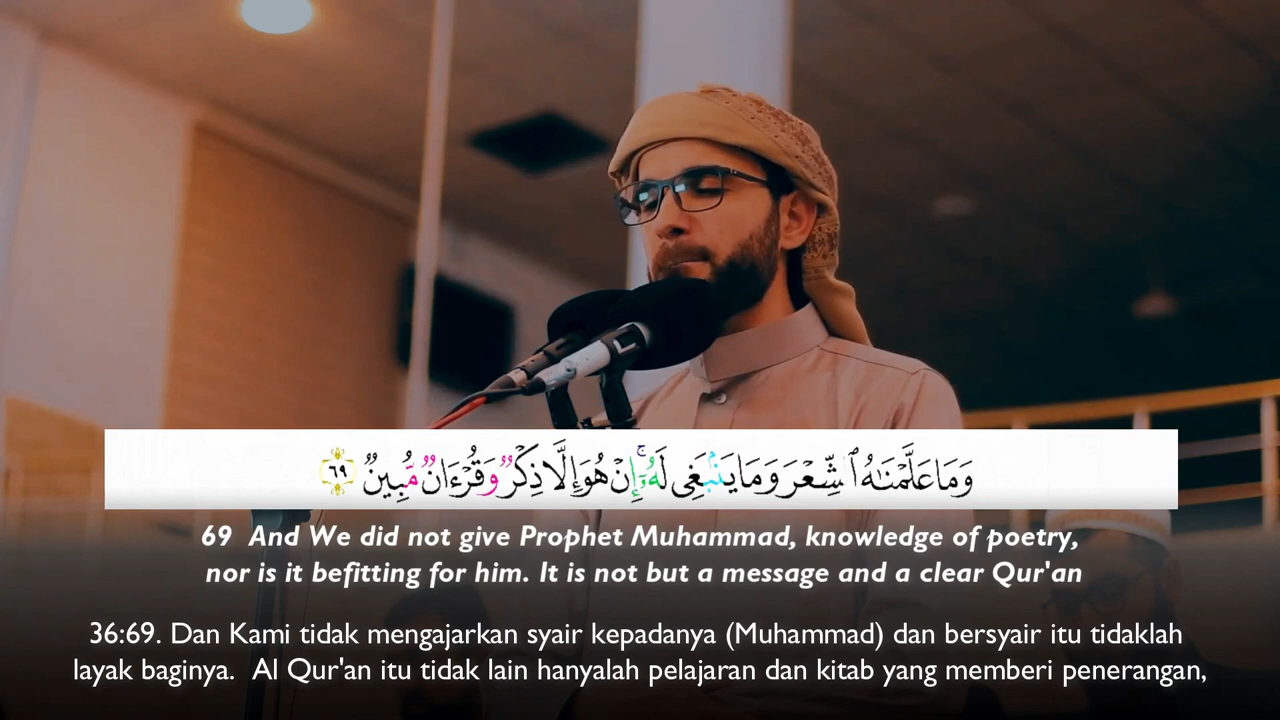 وَمَا عَلَّمْنَٰهُ ٱلشِّعْرَ وَمَا يَنۢبَغِى لَهُۥٓ ۚ إِنْ هُوَ إِلَّا ذِكْرٌ وَقُرْءَانٌ مُّبِينٌ ٦٩
69 And We did not give Prophet Muhammad, knowledge of poetry,
nor is it befitting for him. It is not but a message and a clear Qur'an
36:69. Dan Kami tidak mengajarkan syair kepadanya (Muhammad) dan bersyair itu tidaklah
layak baginya. Al Qur'an itu tidak lain hanyalah pelajaran dan kitab yang memberi penerangan,